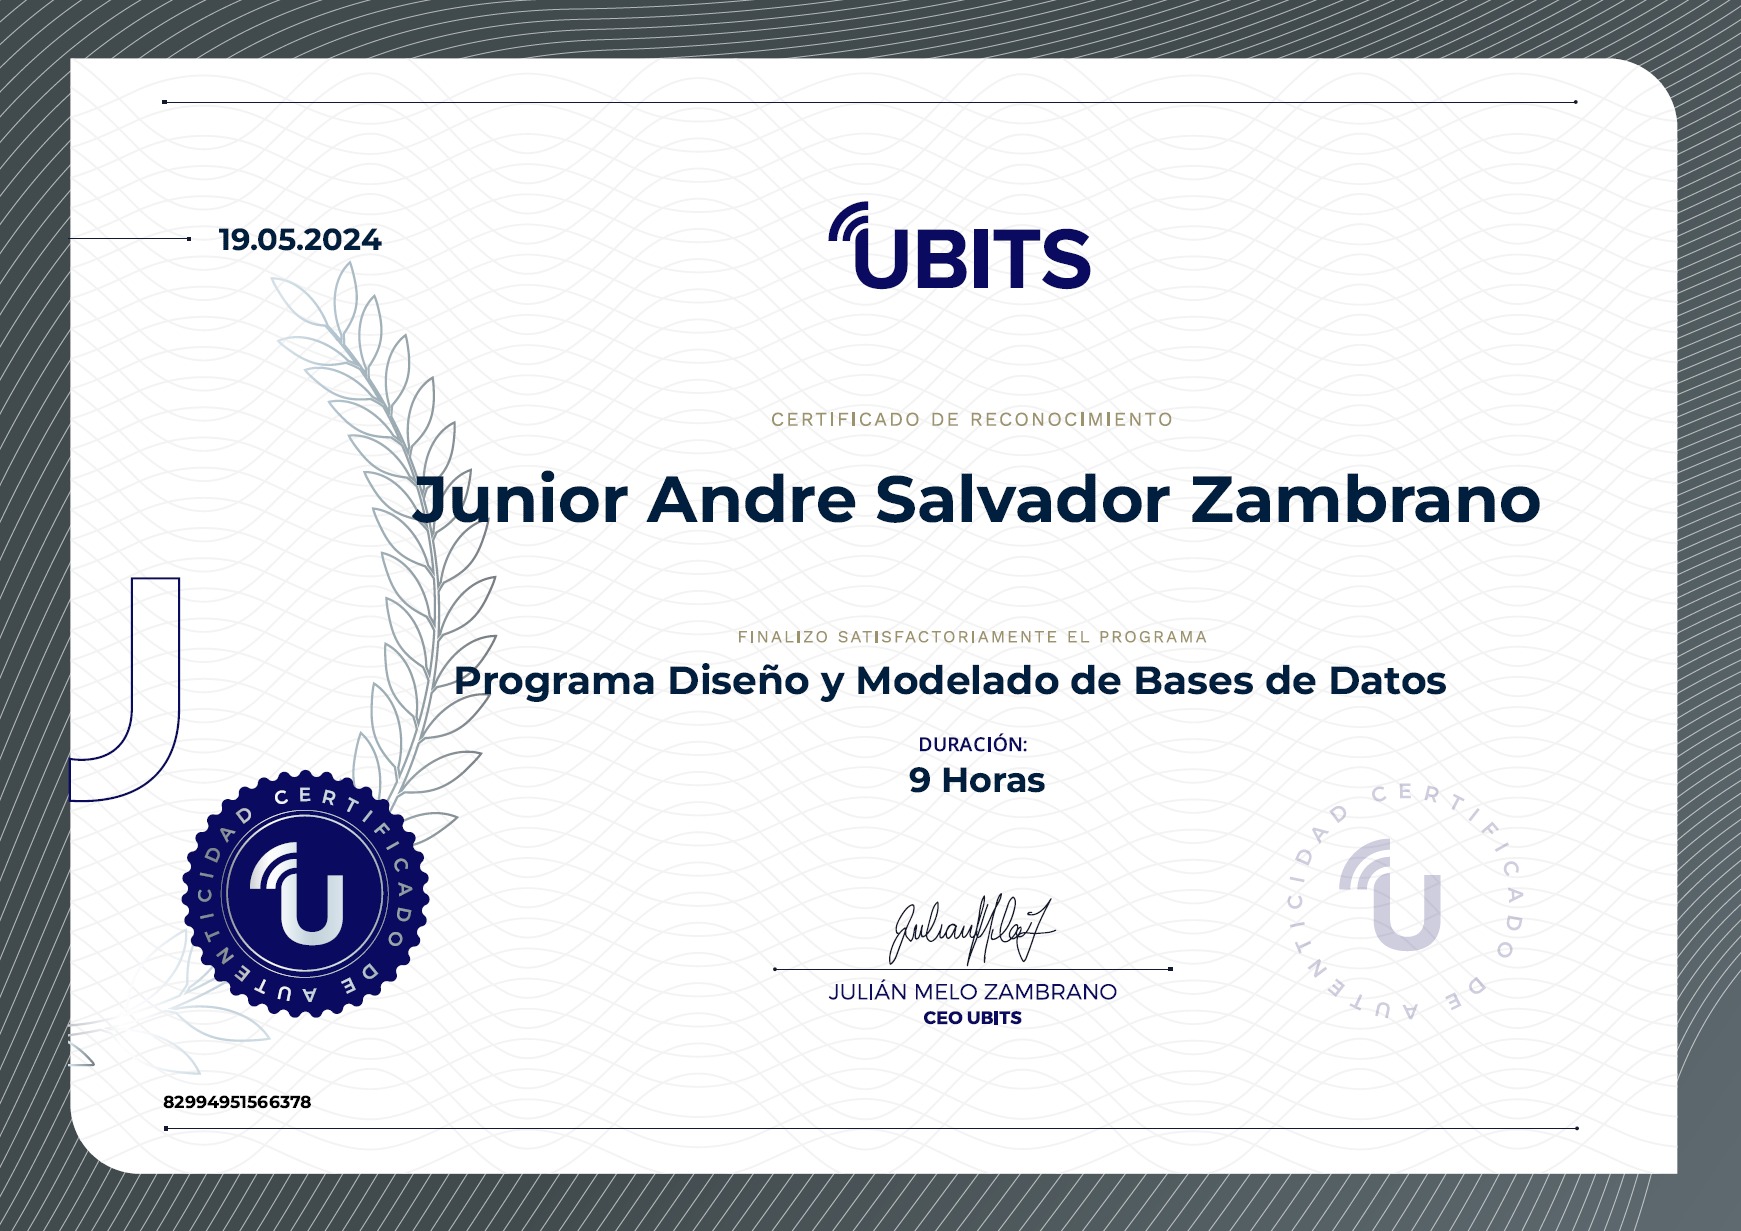 19.05.2024
UBITS
CERTIFICADO DE RECONOCIMIENTO
Junior Andre Salvador Zambrano
FINALIZO SATISFACTORIAMENTE EL PROGRAMA
Programa Diseño y Modelado de Bases de Datos
DURACIÓN:
9 Horas
CERTIFICADO DE AUTENTICIDAD
U
CERTIFICADO DE AUTENTICIDAD
U
JULIÁN MELO ZAMBRANO
CEO UBITS
82994951566378